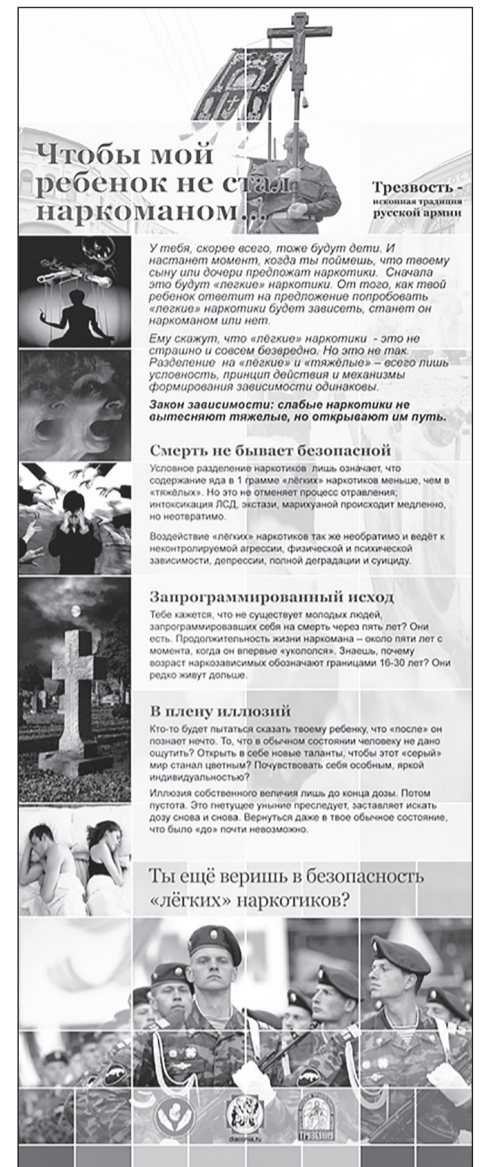 Чтобы мой
ребенок не стал
наркоманом...
Трезвость -
исконная традиция
русской армии
У тебя, скорее всего, тоже будут дети. И
настанет момент, когда ты поймешь, что твоему
сыну или дочери предложат наркотики. Сначала
это будут «легкие» наркотики. От того, как твой
ребенок ответит на предложение попробовать
«легкие» наркотики будет зависеть, станет он
наркоманом или нет.
Ему скажут, что «лёгкие» наркотики - это не
страшно и совсем безвредно. Но это не так.
Разделение на «лёгкие» и «тяжёлые» – всего лишь
условность, принцип действия и механизмы
формирования зависимости одинаковы.
Закон зависимости: слабые наркотики не
вытесняют тяжелые, но открывают им путь.
Смерть не бывает безопасной
Условное разделение наркотиков лишь означает, что
содержание яда в 1 грамме «лёгких» наркотиков меньше, чем в
«тяжёлых». Но это не отменяет процесс отравления;
интоксикация ЛСД, экстази, марихуаной происходит медленно,
но неотвратимо.
Воздействие «лёгких» наркотиков так же необратимо и ведёт к
неконтролируемой агрессии, физической и психической
зависимости, депрессии, полной деградации и суициду.
Запрограммированный исход
Тебе кажется, что не существует молодых людей,
запрограммировавших себя на смерть через пять лет? Они
есть. Продолжительность жизни наркомана – около пяти лет с
момента, когда он впервые «укололся». Знаешь, почему
возраст наркозависимых обозначают границами 16-30 лет? Они
редко живут дольше.
В плену иллюзий
Кто-то будет пытаться сказать твоему ребенку, что «после» он
познает нечто. То, что в обычном состоянии человеку не дано
ощутить? Открыть в себе новые таланты, чтобы этот «серый»
мир станал цветным? Почувствовать себя особым, яркой
индивидуальностью?
Иллюзия собственного величия лишь до конца дозы. Потом
пустота. Это гнетущее уныние преследует, заставляет искать
дозу снова и снова. Вернуться даже в твое обычное состояние,
что было «до» почти невозможно.
Ты ещё веришь в безопасность
«лёгких» наркотиков?
diaconia.ru